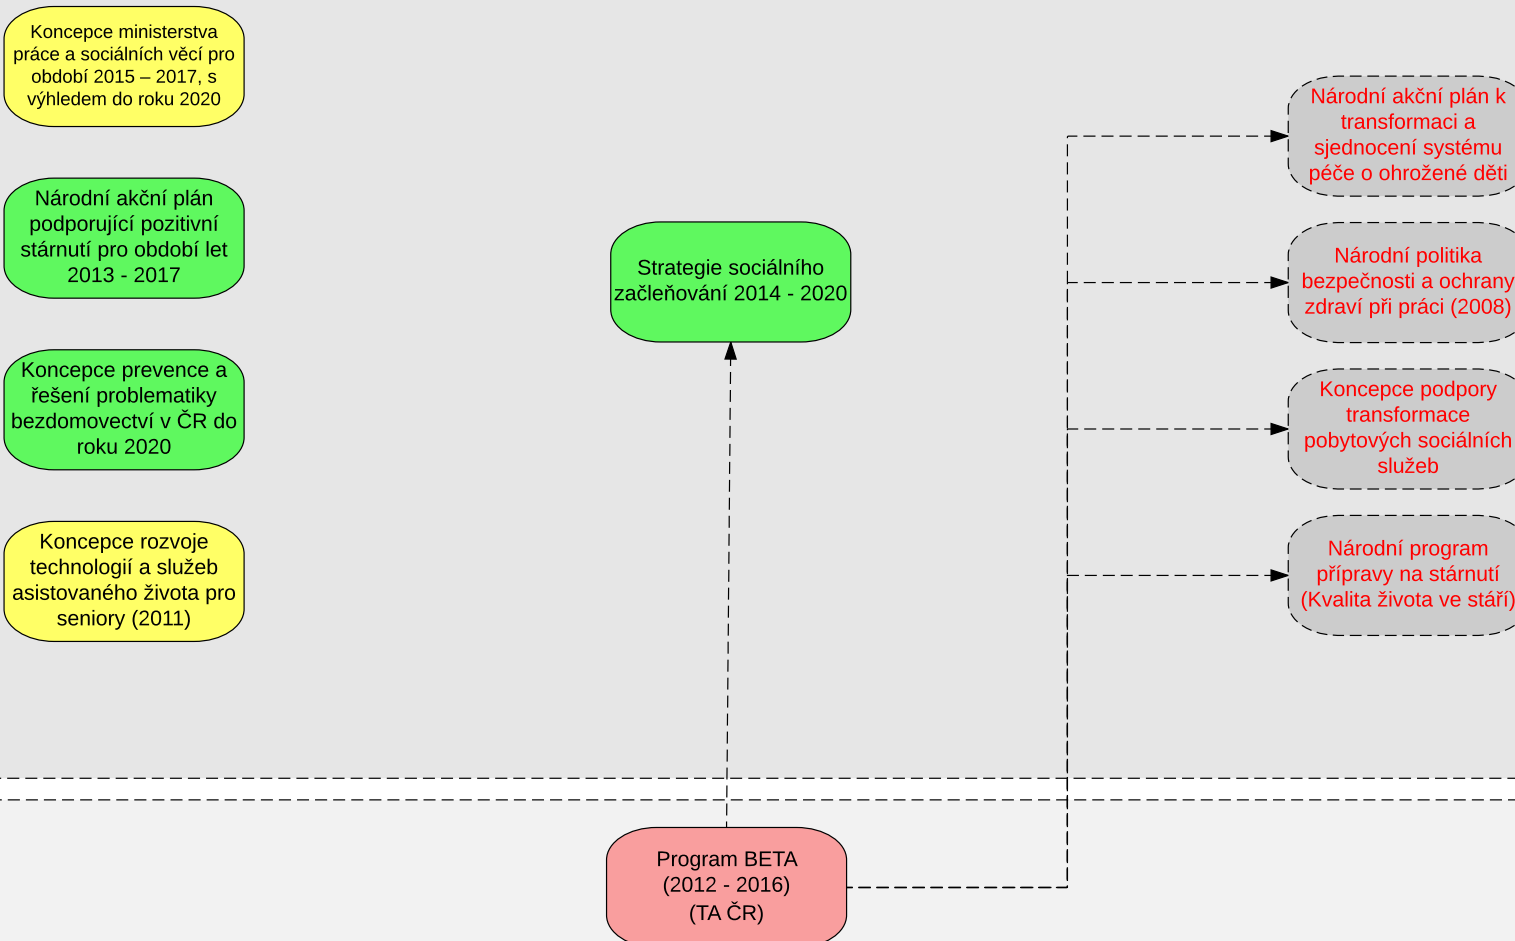 Koncepce ministerstva
práce a sociálních věcí pro
období 2015 – 2017, s
výhledem do roku 2020
Národní akční plán
podporující pozitivní
stárnutí pro období let
2013 - 2017
Koncepce prevence a
řešení problematiky
bezdomovectví v ČR do
roku 2020
Koncepce rozvoje
technologií a služeb
asistovaného života pro
seniory (2011)
Strategie sociálního
začleňování 2014 - 2020
Program BETA
(2012 - 2016)
(TA ČR)
Národní akční plán k
transformaci a
sjednocení systému
péče o ohrožené děti
Národní politika
bezpečnosti a ochrany
zdraví při práci (2008)
Koncepce podpory
transformace
pobytových sociálních
služeb
Národní program
přípravy na stárnutí
(Kvalita života ve stáří)